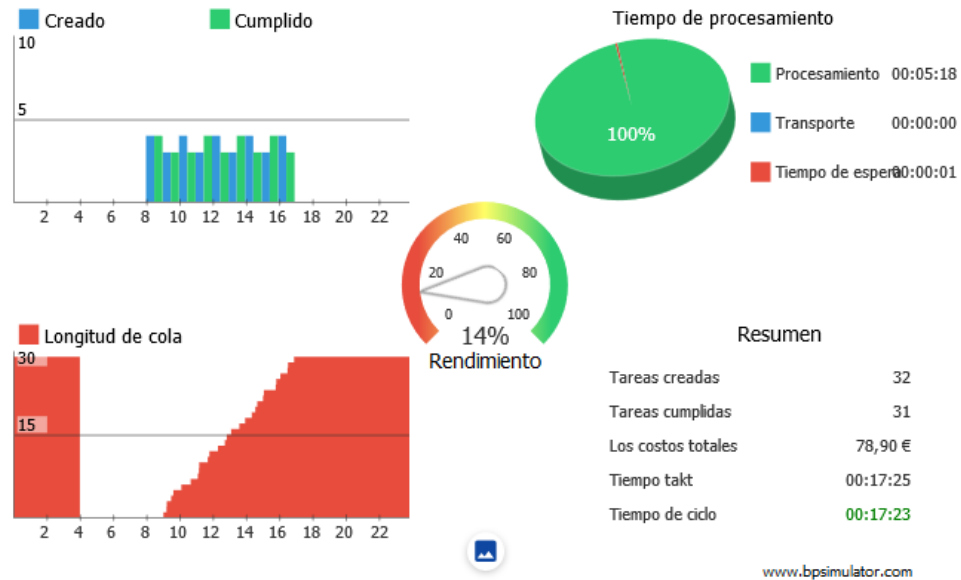 Creado
Cumplido
10
5
2 4 6 8 10 12 14 16 18 20 22
Tiempo de procesamiento
100%
Procesamiento 00:05:18
Transporte 00:00:00
Tiempo de espera 00:00:01
0 20 40 60 80 100
14%
Rendimiento
Longitud de cola
30
15
2 4 6 8 10 12 14 16 18 20 22
Resumen
Tareas creadas 32
Tareas cumplidas 31
Los costos totales 78,90 €
Tiempo takt 00:17:25
Tiempo de ciclo 00:17:23
www.bpsimulator.com